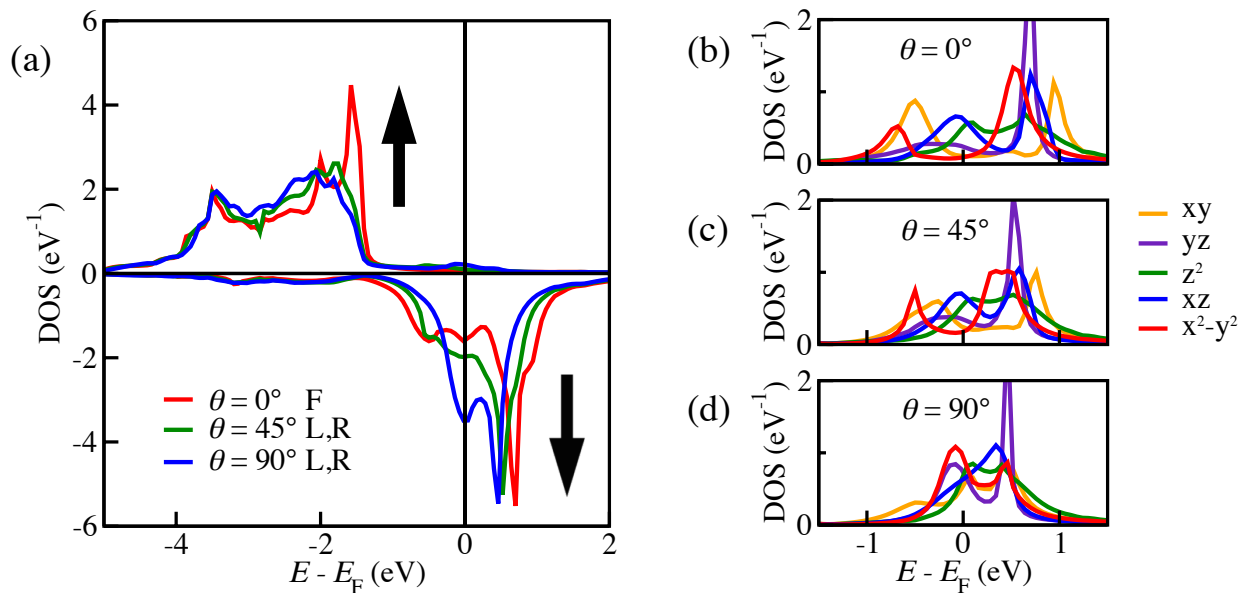 (a)
6
4
2
0
-2
-4
-6
DOS (eV⁻¹)
θ = 0° F
θ = 45° L,R
θ = 90° L,R
-4 -2 0 2
E - E_F (eV)
(b)
2
0
DOS (eV⁻¹)
θ = 0°
(c)
2
0
DOS (eV⁻¹)
θ = 45°
(d)
2
0
DOS (eV⁻¹)
θ = 90°
-1 0 1
E - E_F (eV)
xy
yz
z²
xz
x²-y²